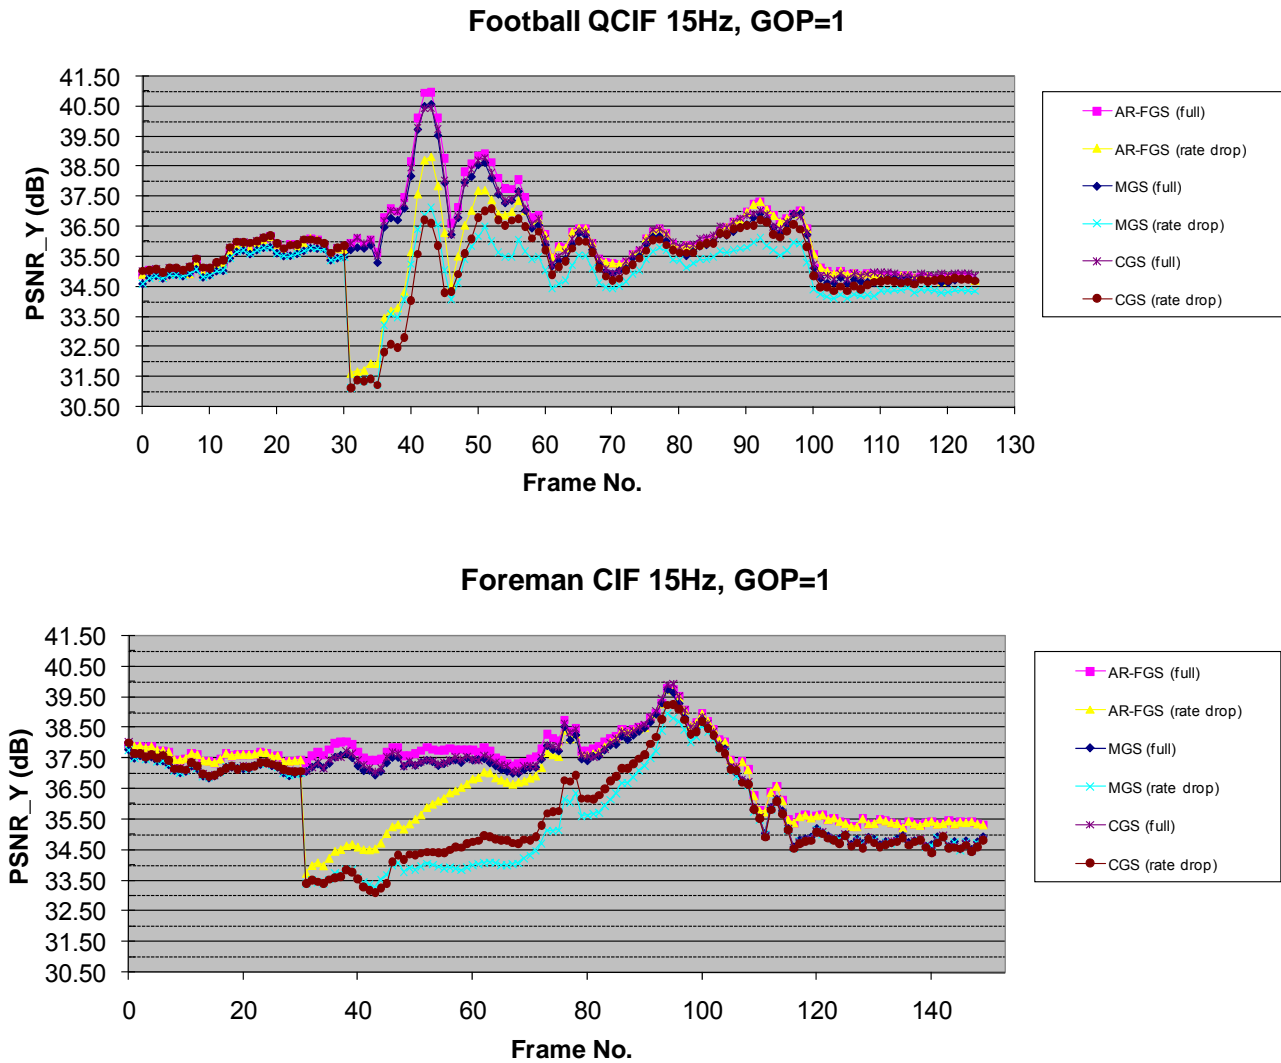 Football QCIF 15Hz, GOP=1
PSNR_Y (dB)
41.50
40.50
39.50
38.50
37.50
36.50
35.50
34.50
33.50
32.50
31.50
30.50
0 10 20 30 40 50 60 70 80 90 100 110 120 130
Frame No.
AR-FGS (full)
AR-FGS (rate drop)
MGS (full)
MGS (rate drop)
CGS (full)
CGS (rate drop)
Foreman CIF 15Hz, GOP=1
PSNR_Y (dB)
41.50
40.50
39.50
38.50
37.50
36.50
35.50
34.50
33.50
32.50
31.50
30.50
0 20 40 60 80 100 120 140
Frame No.
AR-FGS (full)
AR-FGS (rate drop)
MGS (full)
MGS (rate drop)
CGS (full)
CGS (rate drop)